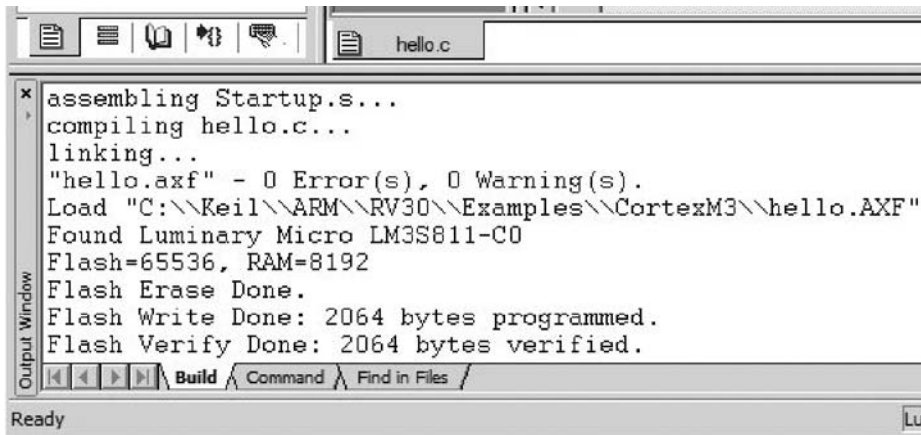 hello.c
assembling Startup.s...
compiling hello.c...
linking...
"hello.axf" - 0 Error(s), 0 Warning(s).
Load "C:\\Keil\\ARM\\RV30\\Examples\\CortexM3\\hello.AXF"
Found Luminary Micro LM3S811-C0
Flash=65536, RAM=8192
Flash Erase Done.
Flash Write Done: 2064 bytes programmed.
Flash Verify Done: 2064 bytes verified.
Output Window
Build Command Find in Files
Ready
Lu